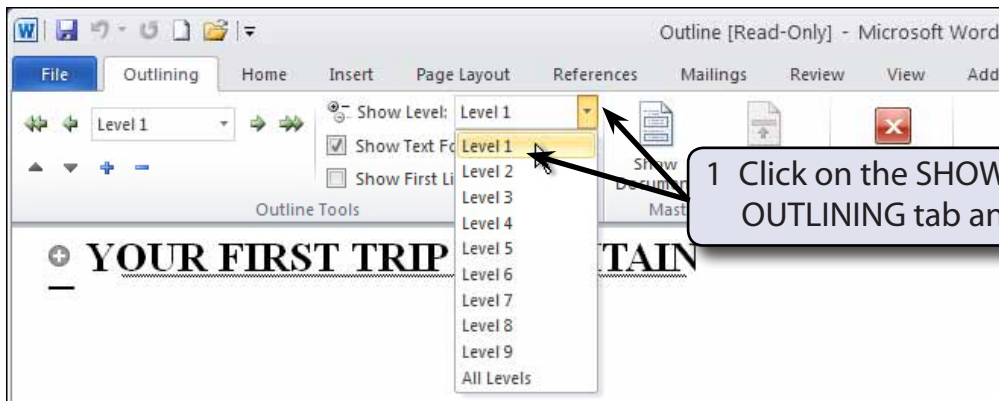 Outline [Read-Only] - Microsoft Word
File Outlining Home Insert Page Layout References Mailings Review View Add
Level 1 Show Level: Level 1
Show Text Fo
Show First Li
Level 1
Level 2
Level 3
Level 4
Level 5
Level 6
Level 7
Level 8
Level 9
All Levels
Show
Outline Tools
1 Click on the SHOW
OUTLINING tab an
YOUR FIRST TRIP TAIN